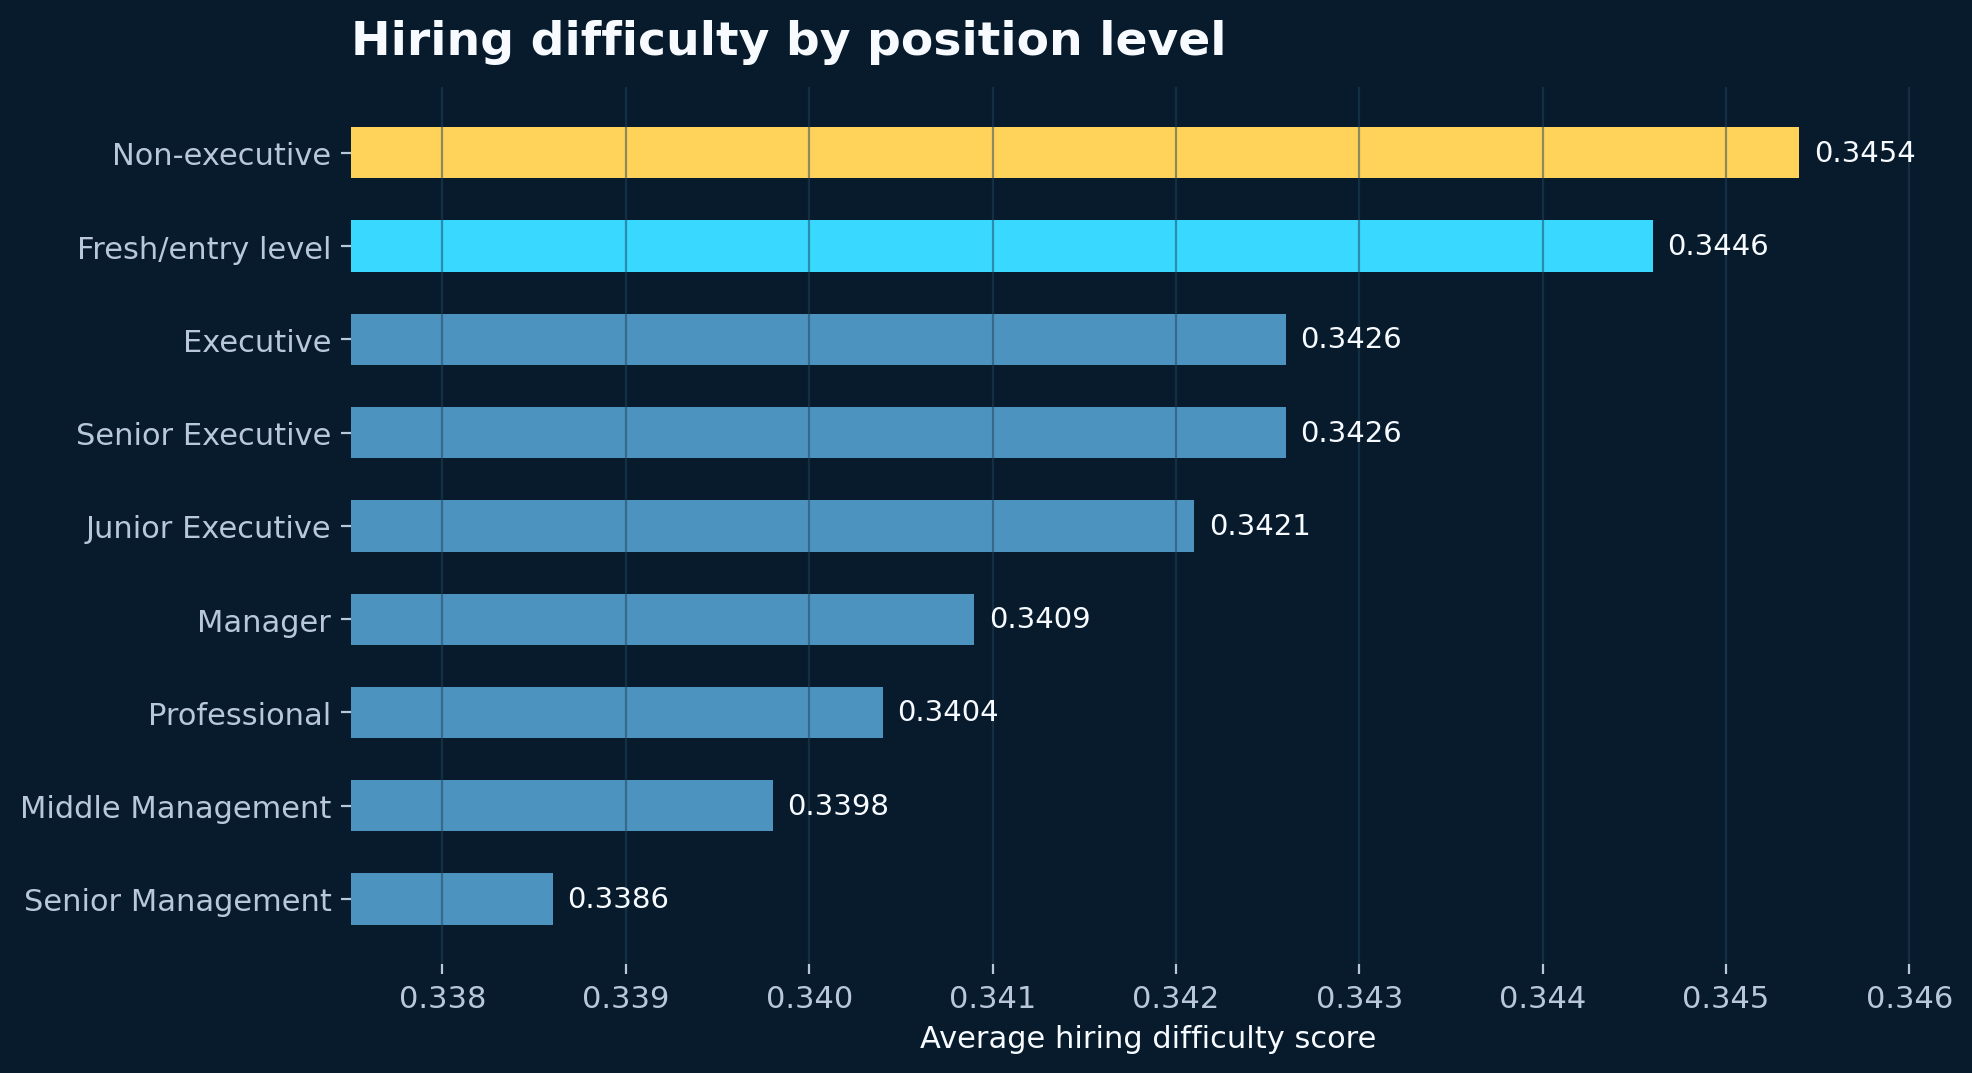 Hiring difficulty by position level
Non-executive
0.3454
Fresh/entry level
0.3446
Executive
0.3426
Senior Executive
0.3426
Junior Executive
0.3421
Manager
0.3409
Professional
0.3404
Middle Management
0.3398
Senior Management
0.3386
0.338 0.339 0.340 0.341 0.342 0.343 0.344 0.345 0.346
Average hiring difficulty score